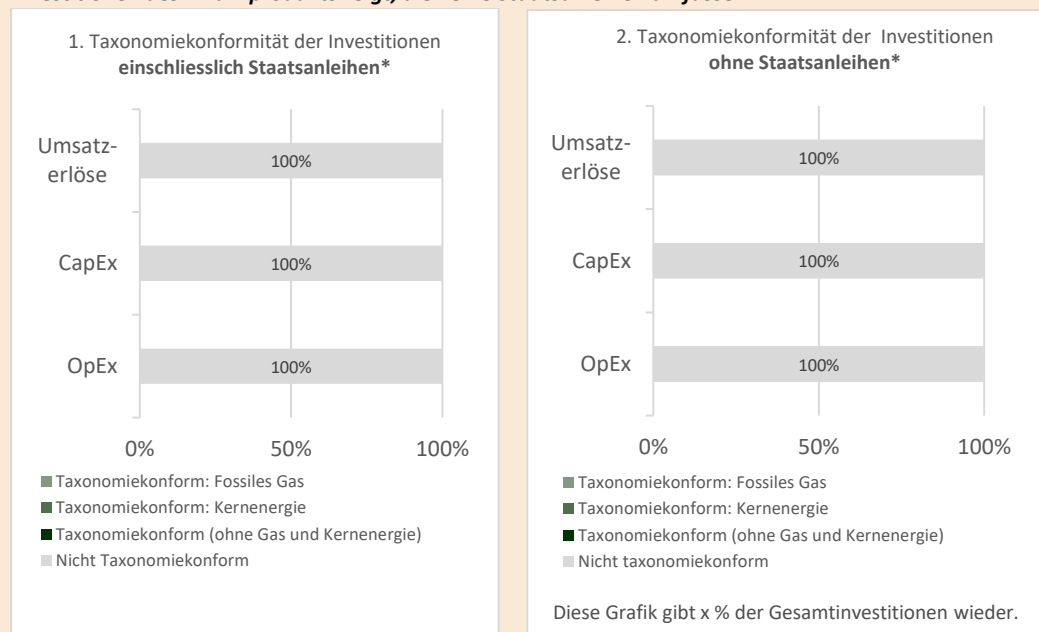 1. Taxonomiekonformität der Investitionen
einschliesslich Staatsanleihen*
Umsatz-
erlöse
100%
CapEx
100%
OpEx
100%
0%
50%
100%
Taxonomiekonform: Fossiles Gas
Taxonomiekonform: Kernenergie
Taxonomiekonform (ohne Gas und Kernenergie)
Nicht Taxonomiekonform
2. Taxonomiekonformität der Investitionen
ohne Staatsanleihen*
Umsatz-
erlöse
100%
CapEx
100%
OpEx
100%
0%
50%
100%
Taxonomiekonform: Fossiles Gas
Taxonomiekonform: Kernenergie
Taxonomiekonform (ohne Gas und Kernenergie)
Nicht taxonomiekonform
Diese Grafik gibt x % der Gesamtinvestitionen wieder.